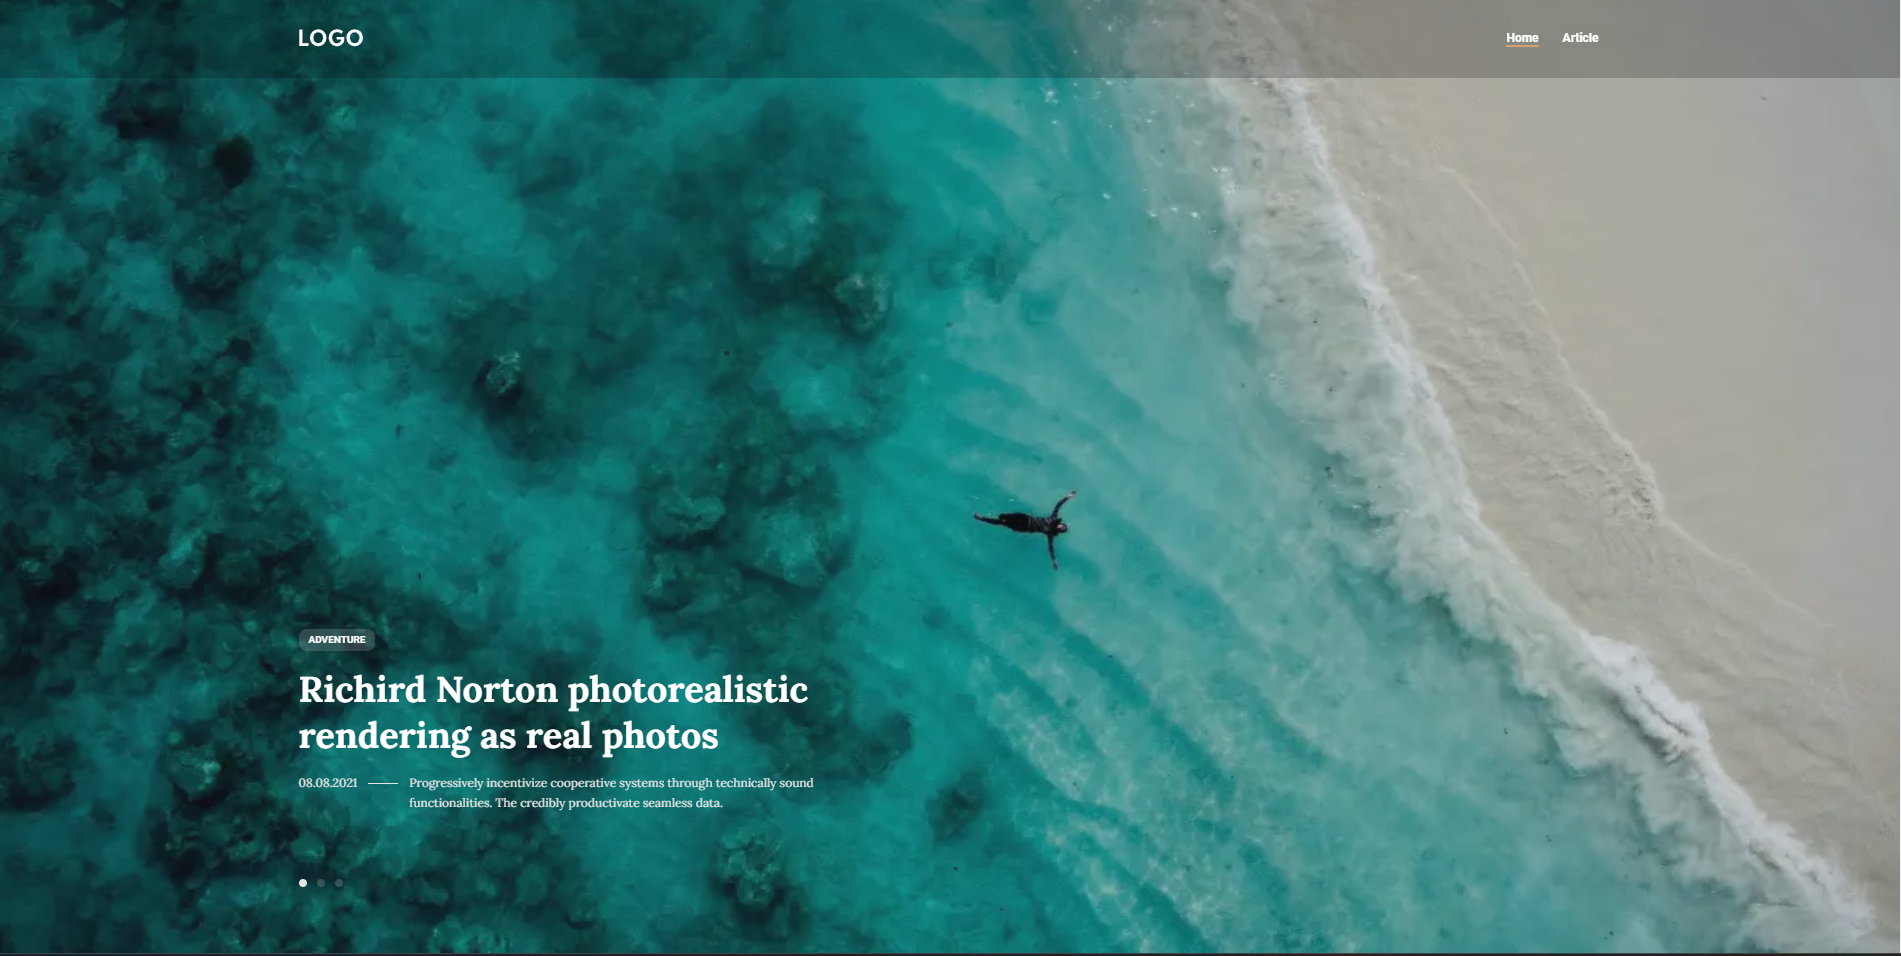 LOGO
Home
Article
ADVENTURE
Richird Norton photorealistic
rendering as real photos
08.08.2021
Progressively incentivize cooperative systems through technically sound
functionalities. The credibly productivate seamless data.